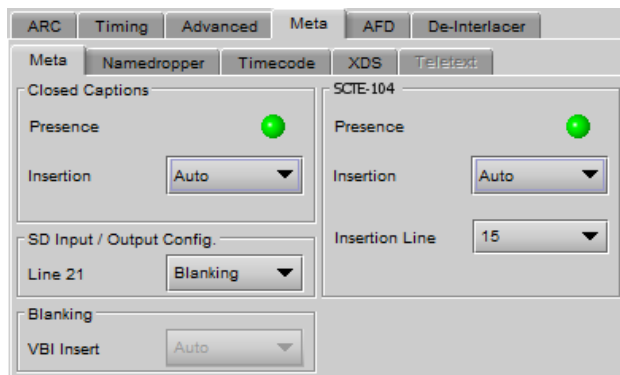 ARC Timing Advanced Meta AFD De-Interlacer
Meta Namedropper Timecode XDS Teletext
Closed Captions
Presence
Insertion Auto
SD Input / Output Config.
Line 21 Blanking
Blanking
VBI Insert Auto
SCTE-104
Presence
Insertion Auto
Insertion Line 15